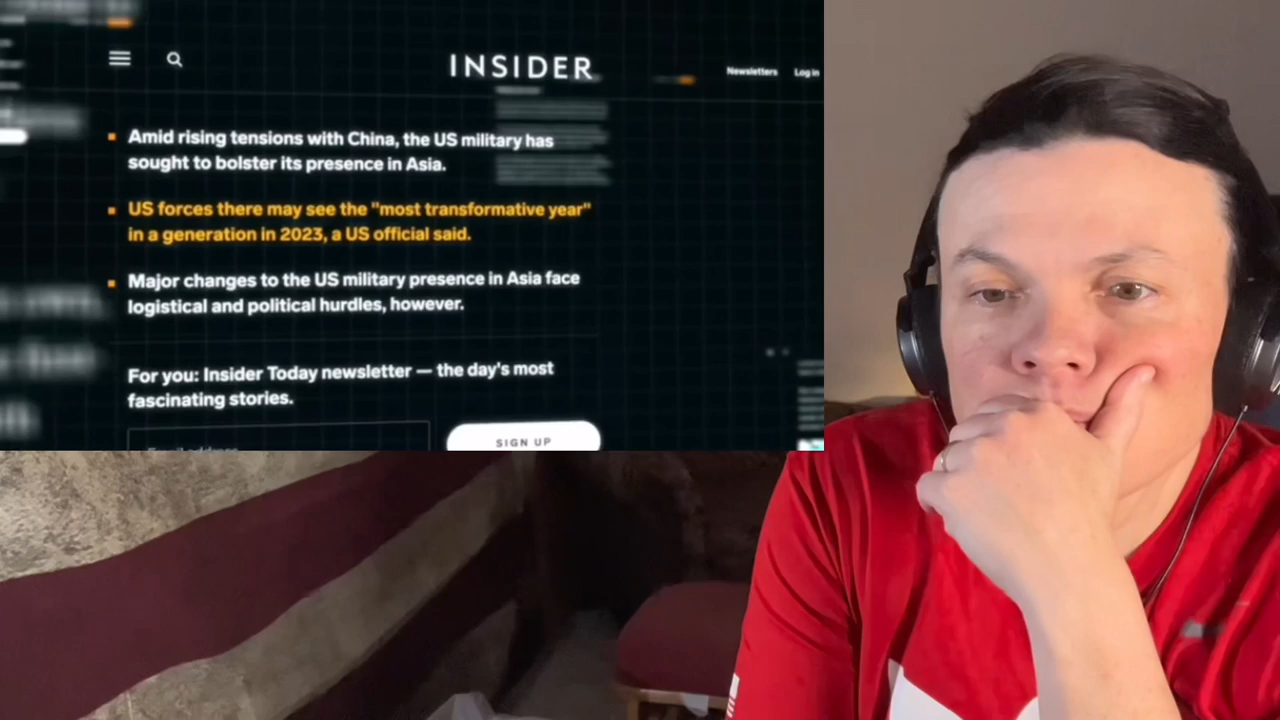 INSIDER
Newsletters Log in
Amid rising tensions with China, the US military has
sought to bolster its presence in Asia.
US forces there may see the "most transformative year"
in a generation in 2023, a US official said.
Major changes to the US military presence in Asia face
logistical and political hurdles, however.
For you: Insider Today newsletter — the day's most
fascinating stories.
SIGN UP